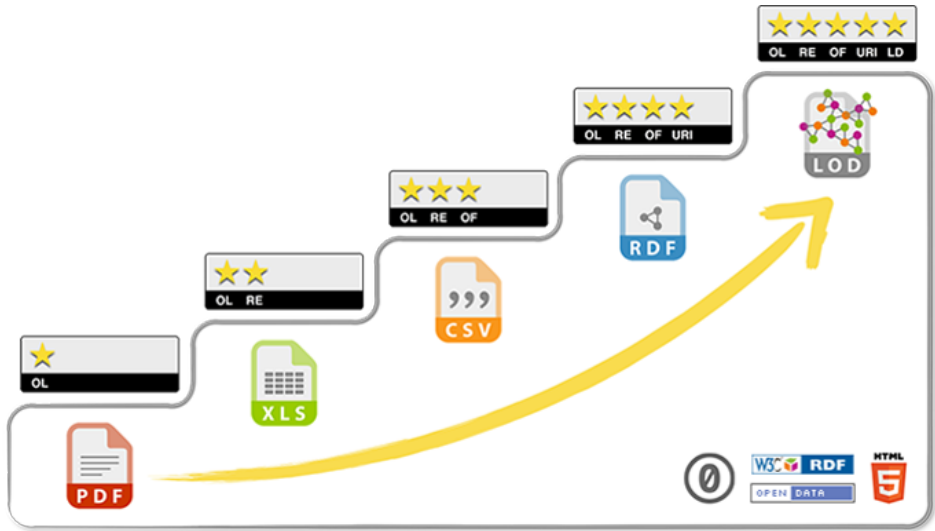 OL RE OF URI LD
OL RE OF URI
LOD
OL RE OF
RDF
OL RE
CSV
OL
XLS
PDF
0
W3C RDF
OPEN DATA
HTML
5